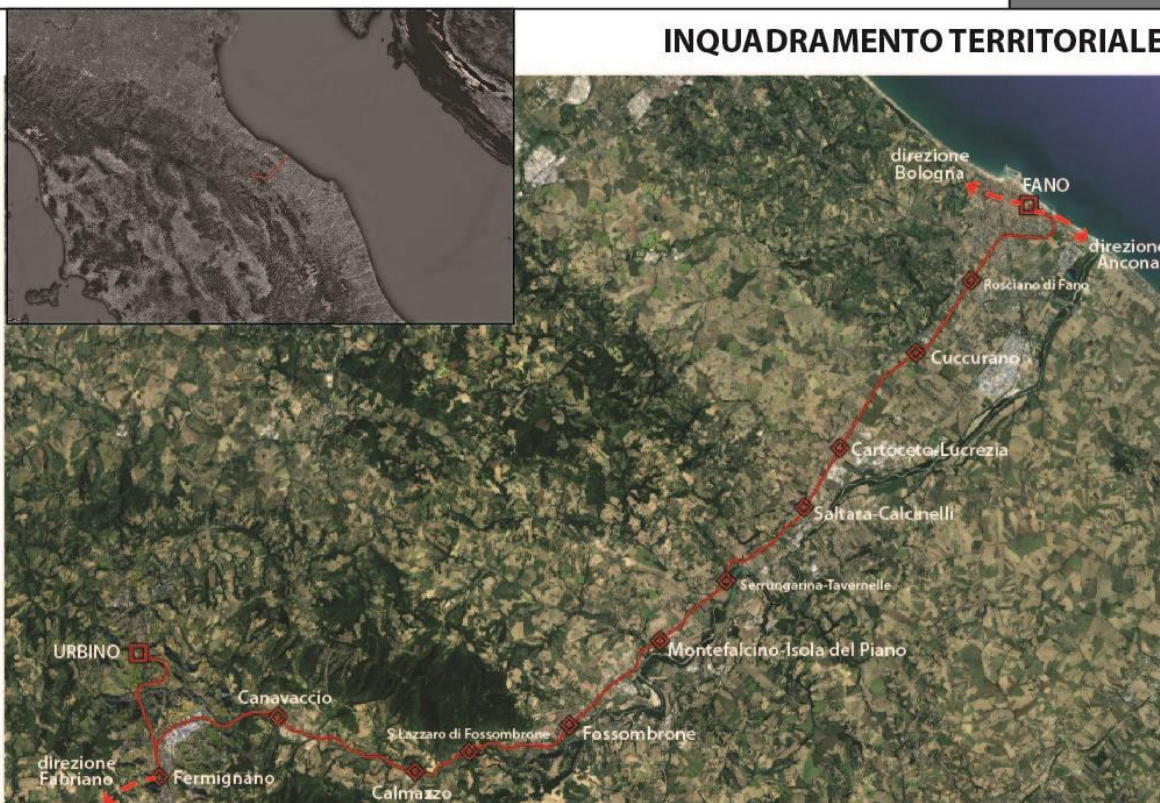 INQUADRAMENTO TERRITORIALE
direzione
Bologna
FANO
direzione
Ancona
Rosciano di Fano
Cuccurano
Cartoceto-Lucrezia
Saltara-Calcinelli
Serrungarina-Tavernelle
Montefalcino-Isola del Piano
URBINO
Canavaccio
S.Lazzaro di Fossombrone
Fossombrone
direzione
Fabriano
Fermignano
Calmazzo